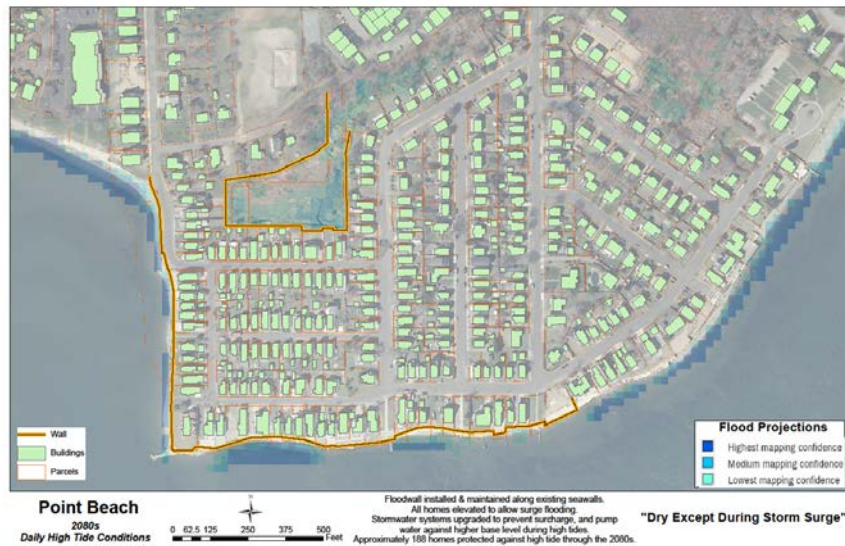 Wall
Buildings
Parcels
Flood Projections
Highest mapping confidence
Medium mapping confidence
Lowest mapping confidence
Point Beach
2080s
Daily High Tide Conditions
N
0 62.5 125 250 375 500
Feet
Floodwall installed & maintained along existing seawalls.
All homes elevated to allow surge flooding.
Stormwater systems upgraded to prevent surcharge, and pump
water against higher base level during high tides.
Approximately 188 homes protected against high tide through the 2080s.
"Dry Except During Storm Surge"